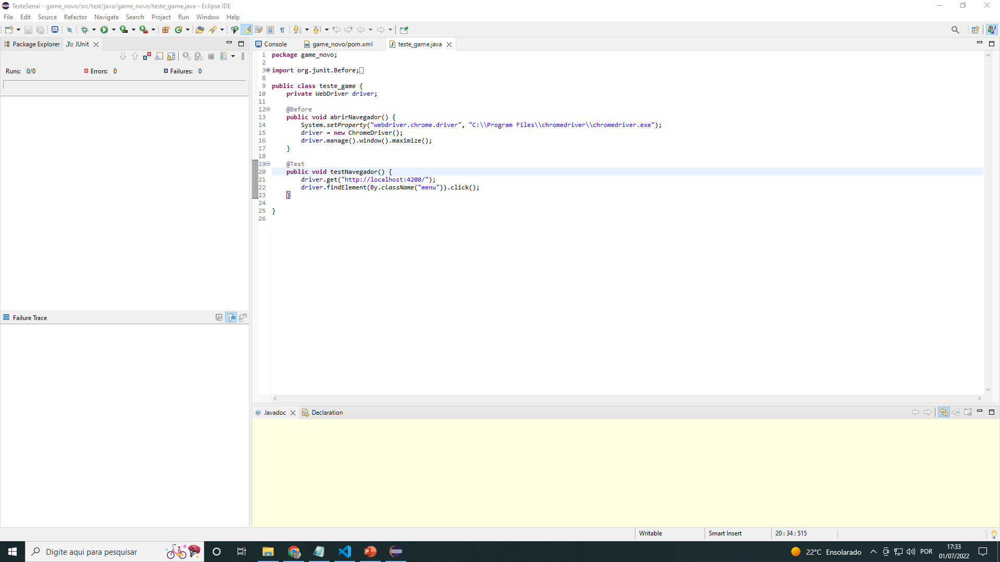 TesteSenai - game_novo/src/test/java/game_novo/teste_game.java - Eclipse IDE
File Edit Source Refactor Navigate Search Project Run Window Help
Package Explorer JUnit
Runs: 0/0 Errors: 0 Failures: 0
Failure Trace
Console game_novo/pom.xml teste_game.java
1 package game_novo;
2
3 import org.junit.Before;
8
9 public class teste_game {
10 private WebDriver driver;
11
12 @Before
13 public void abrirNavegador() {
14 System.setProperty("webdriver.chrome.driver", "C:\\Program Files\\chromedriver\\chromedriver.exe");
15 driver = new ChromeDriver();
16 driver.manage().window().maximize();
17 }
18
19 @Test
20 public void testNavegador() {
21 driver.get("http://localhost:4200/");
22 driver.findElement(By.className("menu")).click();
23 }
24
25 }
26
@ Javadoc Declaration
Writable Smart Insert 20 : 34 : 515
Digite aqui para pesquisar
22°C Ensolarado POR 17:33
01/07/2022